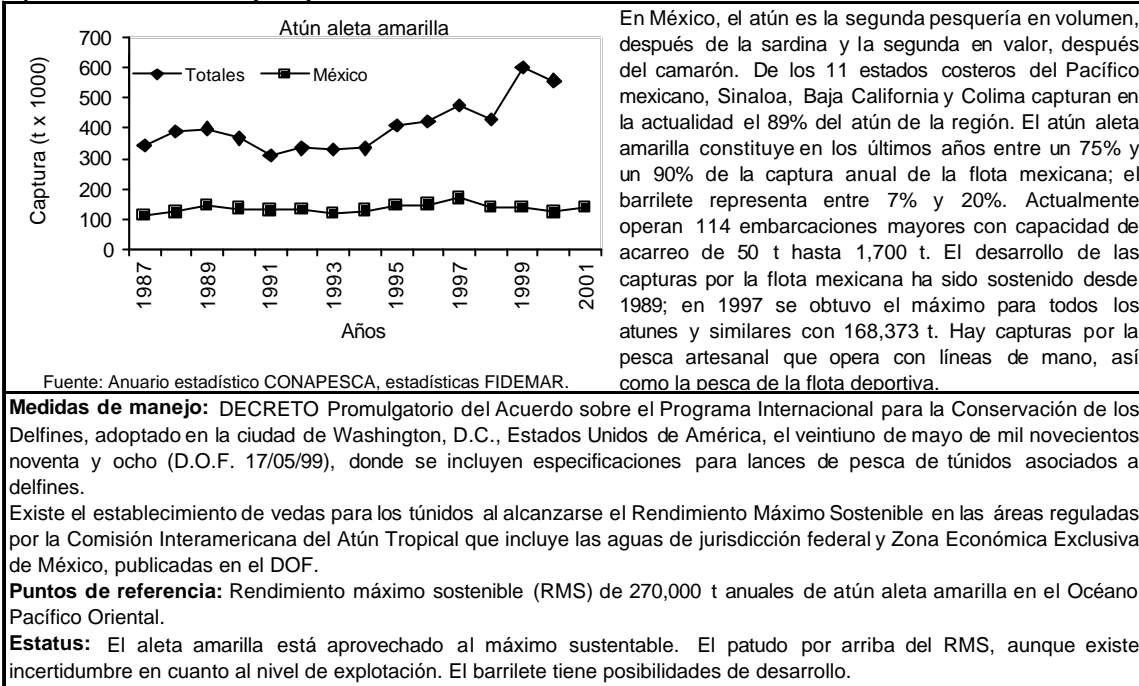 Atún aleta amarilla
700
600
500
400
300
200
100
0
Captura (t x 1000)
Totales
México
1987
1989
1991
1993
1995
1997
1999
2001
Años
Fuente: Anuario estadístico CONAPESCA, estadísticas FIDEMAR.
En México, el atún es la segunda pesquería en volumen,
después de la sardina y la segunda en valor, después
del camarón. De los 11 estados costeros del Pacífico
mexicano, Sinaloa, Baja California y Colima capturan en
la actualidad el 89% del atún de la región. El atún aleta
amarilla constituye en los últimos años entre un 75% y
un 90% de la captura anual de la flota mexicana; el
barrilete representa entre 7% y 20%. Actualmente
operan 114 embarcaciones mayores con capacidad de
acarreo de 50 t hasta 1,700 t. El desarrollo de las
capturas por la flota mexicana ha sido sostenido desde
1989; en 1997 se obtuvo el máximo para todos los
atunes y similares con 168,373 t. Hay capturas por la
pesca artesanal que opera con líneas de mano, así
como la pesca de la flota deportiva.
Medidas de manejo: DECRETO Promulgatorio del Acuerdo sobre el Programa Internacional para la Conservación de los
Delfines, adoptado en la ciudad de Washington, D.C., Estados Unidos de América, el veintiuno de mayo de mil novecientos
noventa y ocho (D.O.F. 17/05/99), donde se incluyen especificaciones para lances de pesca de túnidos asociados a
delfines.
Existe el establecimiento de vedas para los túnidos al alcanzarse el Rendimiento Máximo Sostenible en las áreas reguladas
por la Comisión Interamericana del Atún Tropical que incluye las aguas de jurisdicción federal y Zona Económica Exclusiva
de México, publicadas en el DOF.
Puntos de referencia: Rendimiento máximo sostenible (RMS) de 270,000 t anuales de atún aleta amarilla en el Océano
Pacífico Oriental.
Estatus: El aleta amarilla está aprovechado al máximo sustentable. El patudo por arriba del RMS, aunque existe
incertidumbre en cuanto al nivel de explotación. El barrilete tiene posibilidades de desarrollo.